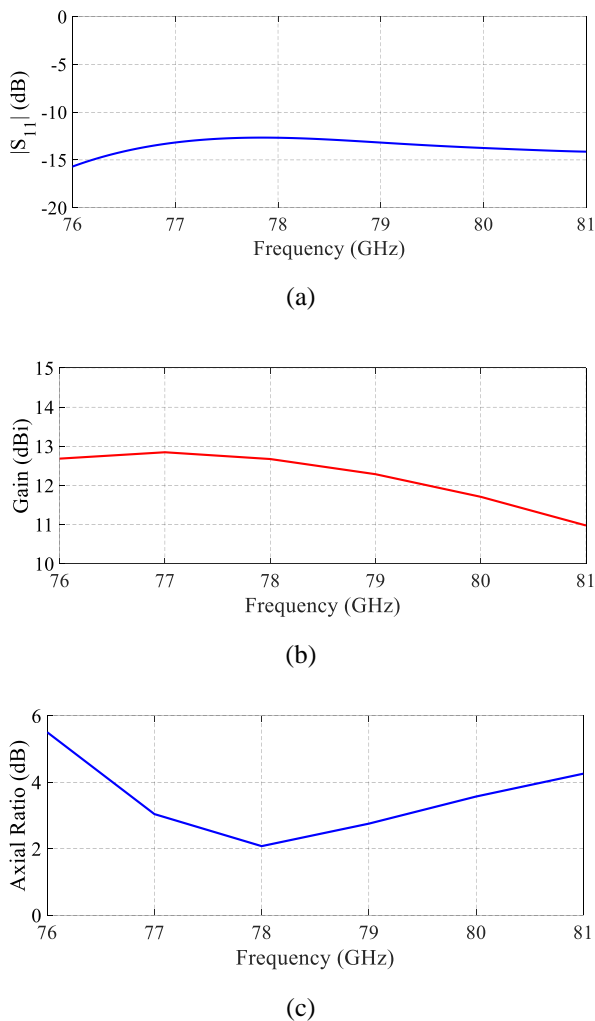 0
-5
-10
-15
-20
|S11| (dB)
76 77 78 79 80 81
Frequency (GHz)
(a)
15
14
13
12
11
10
Gain (dBi)
76 77 78 79 80 81
Frequency (GHz)
(b)
6
4
2
0
Axial Ratio (dB)
76 77 78 79 80 81
Frequency (GHz)
(c)